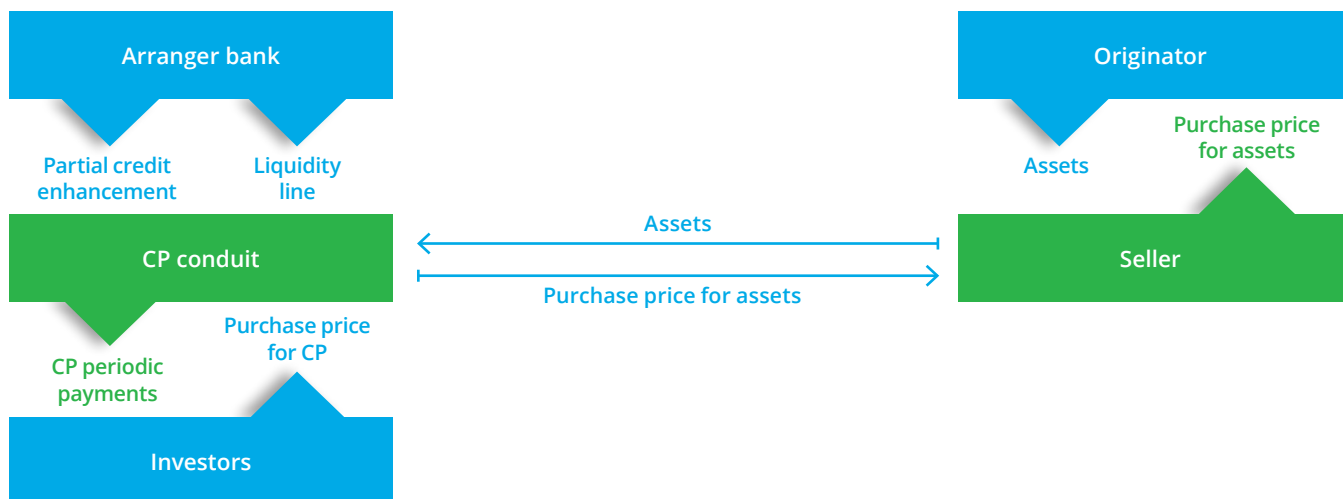 Arranger bank
Originator
Partial credit
enhancement
Liquidity
line
Assets
Purchase price
for assets
CP conduit
Assets
Purchase price for assets
Seller
CP periodic
payments
Purchase price
for CP
Investors